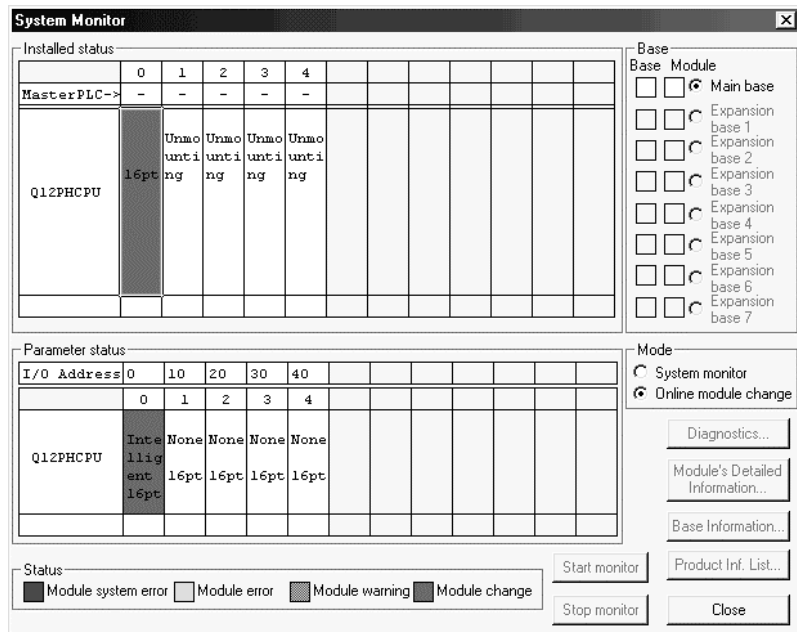 System Monitor
Installed status
0 1 2 3 4
MasterPLC-> - - - - -
Q12PHCPU
16pt
Unmo
unti
ng
Unmo
unti
ng
Unmo
unti
ng
Unmo
unti
ng
Base
Base Module
Main base
Expansion
base 1
Expansion
base 2
Expansion
base 3
Expansion
base 4
Expansion
base 5
Expansion
base 6
Expansion
base 7
Parameter status
I/O Address 0 10 20 30 40
0 1 2 3 4
Q12PHCPU
Inte
llig
ent
16pt
None
16pt
None
16pt
None
16pt
None
16pt
Mode
System monitor
Online module change
Diagnostics...
Module's Detailed
Information...
Base Information...
Product Inf. List...
Status
Module system error Module error Module warning Module change
Start monitor
Stop monitor
Close